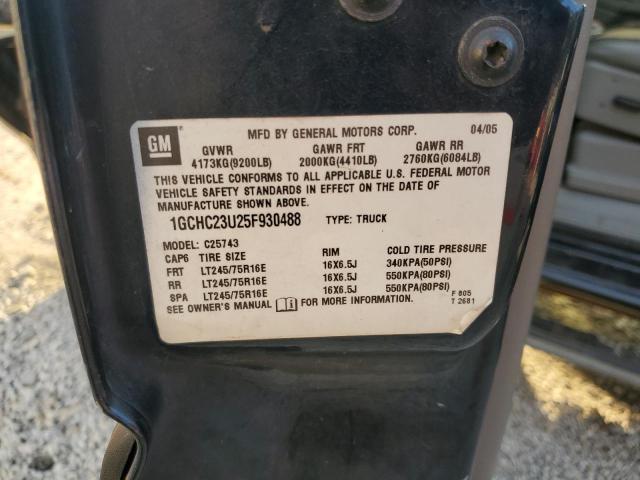 GM
MFD BY GENERAL MOTORS CORP. 04/05
GVWR GAWR FRT GAWR RR
4173KG(9200LB) 2000KG(4410LB) 2760KG(6084LB)
THIS VEHICLE CONFORMS TO ALL APPLICABLE U.S. FEDERAL MOTOR
VEHICLE SAFETY STANDARDS IN EFFECT ON THE DATE OF
MANUFACTURE SHOWN ABOVE.
1GCHC23U25F930488 TYPE: TRUCK
MODEL: C25743
CAP6 TIRE SIZE RIM COLD TIRE PRESSURE
FRT LT245/75R16E 16X6.5J 340KPA(50PSI)
RR LT245/75R16E 16X6.5J 550KPA(80PSI)
SPA LT245/75R16E 16X6.5J 550KPA(80PSI)
SEE OWNER'S MANUAL FOR MORE INFORMATION.
F 805
T 2681